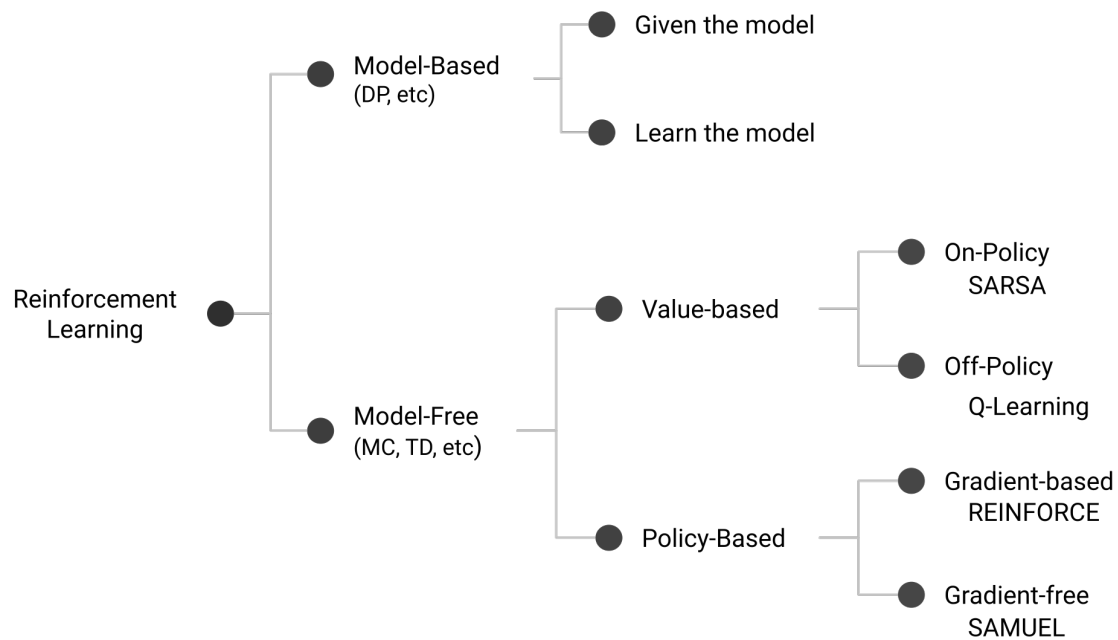 Reinforcement
Learning
Model-Based
(DP, etc)
Given the model
Learn the model
Model-Free
(MC, TD, etc)
Value-based
On-Policy
SARSA
Off-Policy
Q-Learning
Policy-Based
Gradient-based
REINFORCE
Gradient-free
SAMUEL